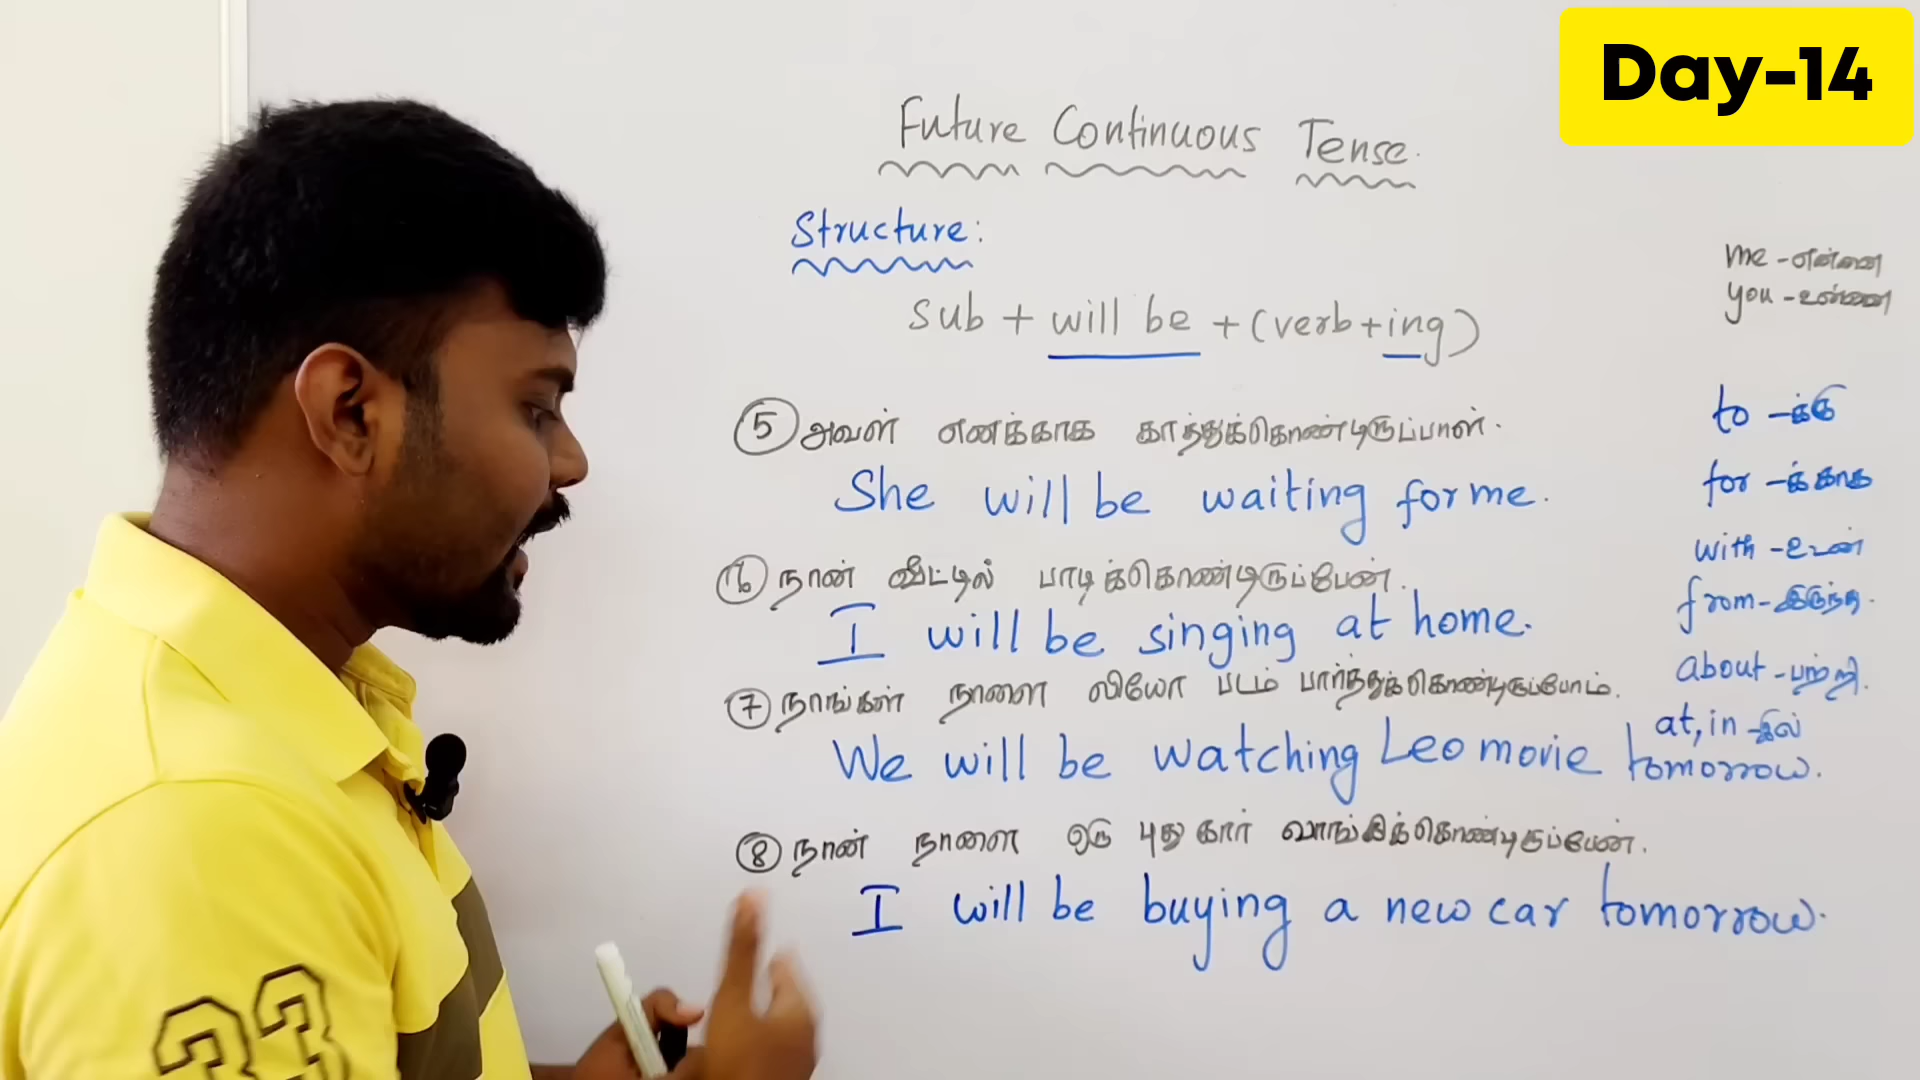 Day-14
Future Continuous Tense.
Structure:
sub + will be + (verb+ing)
me - என்னை
you - உன்னை
to - க்கு
for - க்காக
with - உடன்
from - இருந்து.
about - பற்றி.
at, in - இல்
5 அவள் எனக்காக காத்துக்கொண்டிருப்பாள்.
She will be waiting for me.
6 நான் வீட்டில் பாடிக்கொண்டிருப்பேன்.
I will be singing at home.
7 நாங்கள் நாளை லியோ படம் பார்த்துக்கொண்டிருப்போம்.
We will be watching Leo movie tomorrow.
8 நான் நாளை ஒரு புது கார் வாங்கிக்கொண்டிருப்பேன்.
I will be buying a new car tomorrow.
33